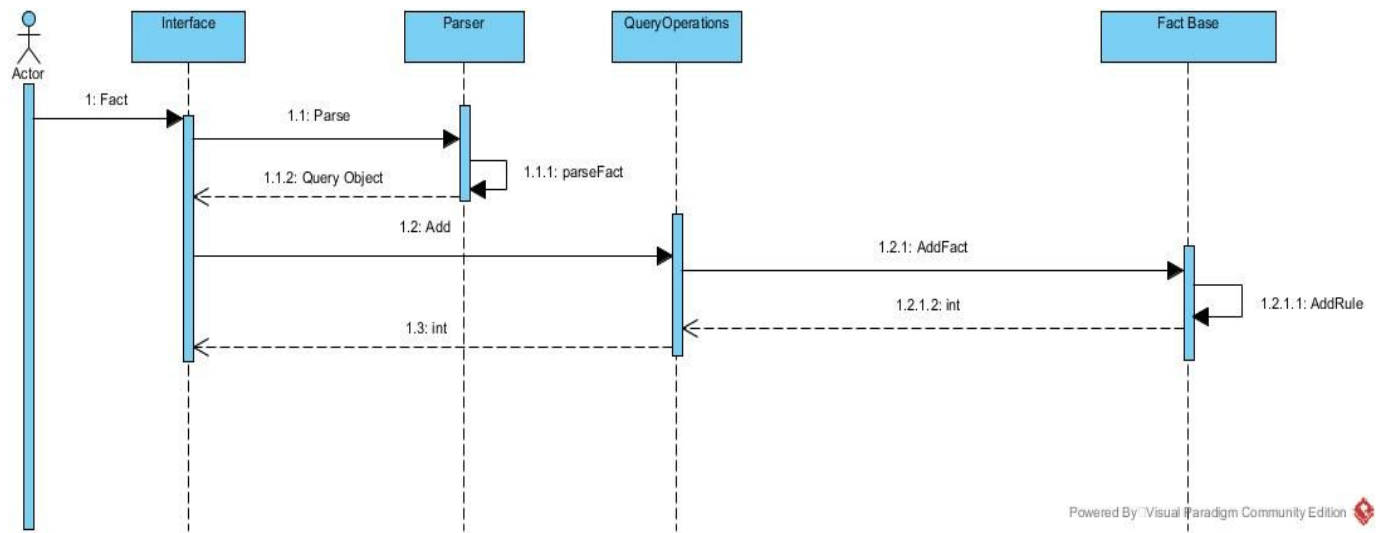 Interface
Parser
QueryOperations
Fact Base
Actor
1: Fact
1.1: Parse
1.1.1: parseFact
1.1.2: Query Object
1.2: Add
1.2.1: AddFact
1.2.1.1: AddRule
1.2.1.2: int
1.3: int
Powered By Visual Paradigm Community Edition